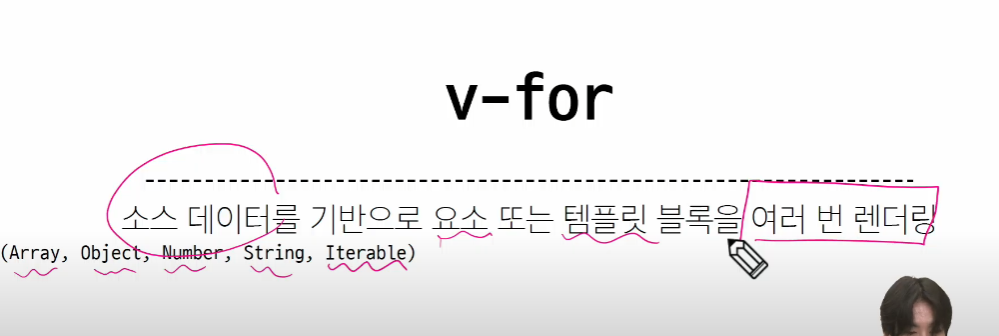 v-for
소스 데이터를 기반으로 요소 또는 템플릿 블록을 여러 번 렌더링
(Array, Object, Number, String, Iterable)